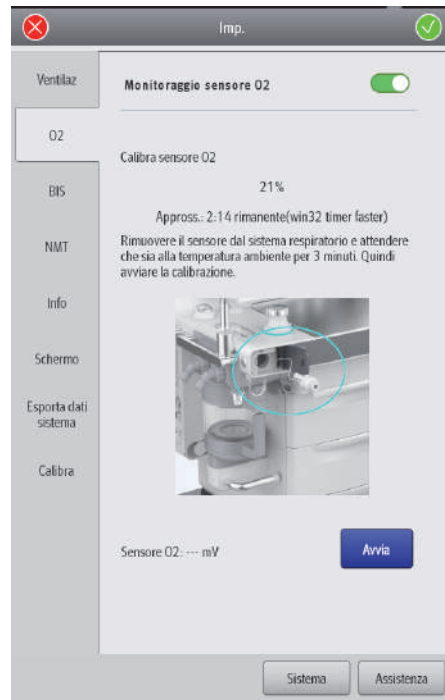 Imp.
Ventilaz
O2
BIS
NMT
Info
Schermo
Esporta dati
sistema
Calibra
Monitoraggio sensore O2
Calibra sensore O2
21%
Appross.: 2:14 rimanente(win32 timer faster)
Rimuovere il sensore dal sistema respiratorio e attendere
che sia alla temperatura ambiente per 3 minuti. Quindi
avviare la calibrazione.
Sensore O2: --- mV
Avvia
Sistema
Assistenza